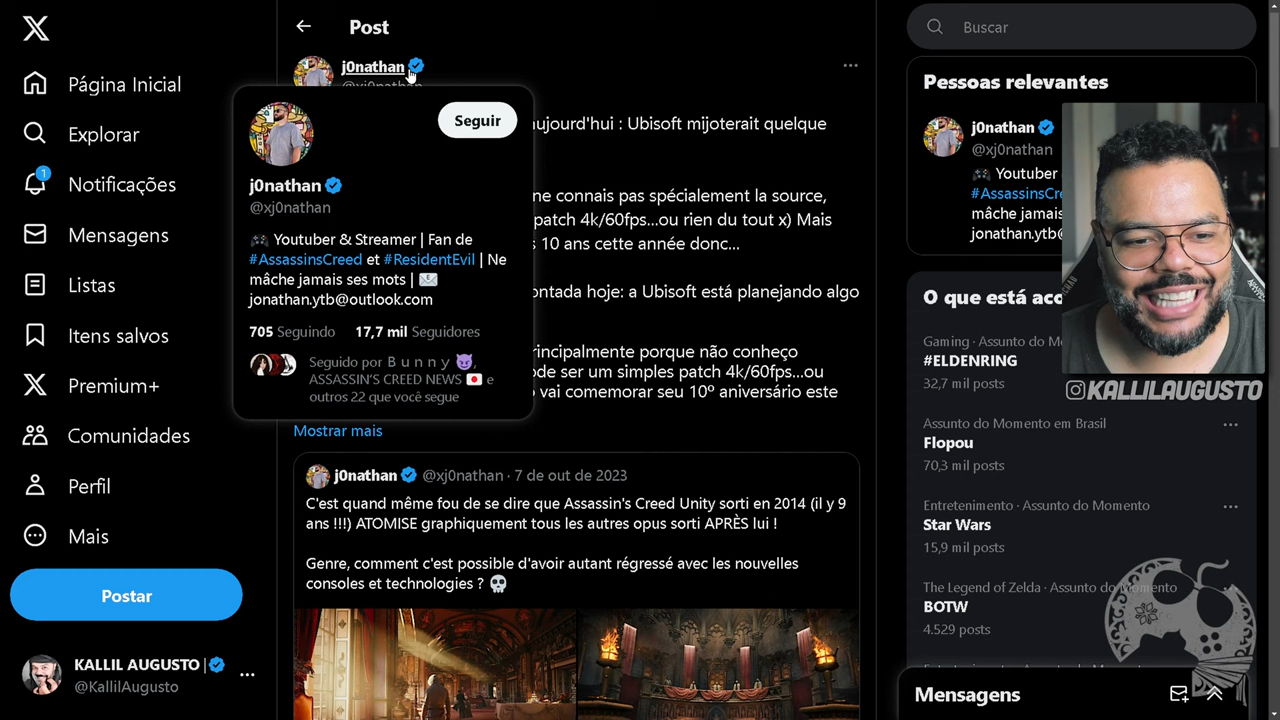 Página Inicial
Explorar
1
Notificações
Mensagens
Listas
Itens salvos
Premium+
Comunidades
Perfil
Mais
Postar
KALLIL AUGUSTO |
@KallilAugusto
Post
j0nathan
@xj0nathan
Seguir
j0nathan
@xj0nathan
🎮 Youtuber & Streamer | Fan de
#AssassinsCreed et #ResidentEvil | Ne
mâche jamais ses mots | 📧
jonathan.ytb@outlook.com
705 Seguindo 17,7 mil Seguidores
Seguido por B u n n y 😈,
ASSASSIN'S CREED NEWS 🇯🇵 e
outros 22 que você segue
aujourd'hui : Ubisoft mijoterait quelque
ne connais pas spécialement la source,
patch 4k/60fps...ou rien du tout x) Mais
10 ans cette année donc...
hoje: a Ubisoft está planejando algo
principalmente porque não conheço
ser um simples patch 4k/60fps...ou
vai comemorar seu 10º aniversário este
Mostrar mais
j0nathan @xj0nathan · 7 de out de 2023
C'est quand même fou de se dire que Assassin's Creed Unity sorti en 2014 (il y 9
ans !!!) ATOMISE graphiquement tous les autres opus sorti APRÈS lui !
Genre, comment c'est possible d'avoir autant régressé avec les nouvelles
consoles et technologies ? 💀
Buscar
Pessoas relevantes
j0nathan
@xj0nathan
🎮 Youtuber
#AssassinsCre
mâche jamais
jonathan.ytb@
O que está aco
Gaming · Assunto do Mo
#ELDENRING
32,7 mil posts
Assunto do Momento em Brasil
Flopou
70,3 mil posts
Entretenimento · Assunto do Momento
Star Wars
15,9 mil posts
The Legend of Zelda · Assunto do Momento
BOTW
4.529 posts
Mensagens
KALLILAUGUSTO